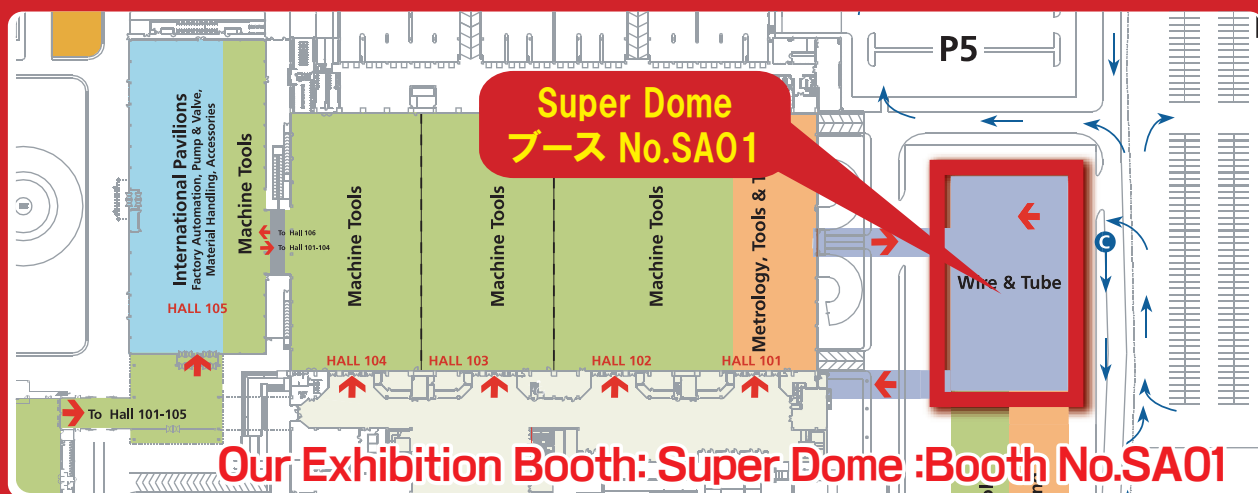 P5
Super Dome
ブース No.SA01
International Pavilions
Factory Automation, Pump & Valve,
Material Handling, Accessories
Machine Tools
HALL 105
To Hall 106
To Hall 101-104
Machine Tools
Machine Tools
Machine Tools
Metrology, Tools &
HALL 104
HALL 103
HALL 102
HALL 101
Wire & Tube
C
To Hall 101-105
Our Exhibition Booth: Super Dome :Booth No.SA01